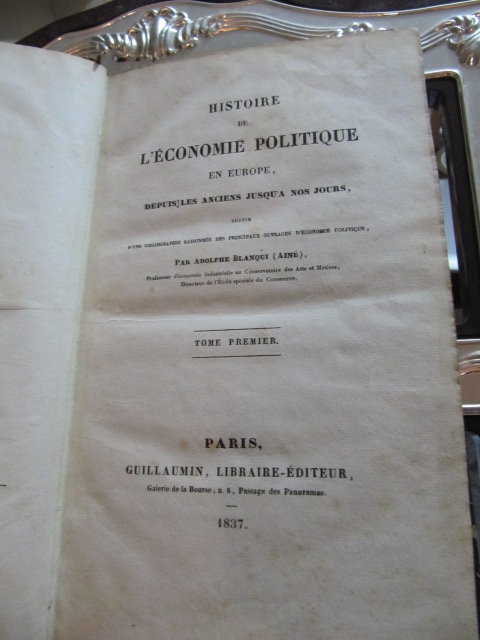 HISTOIRE
DE
L'ÉCONOMIE POLITIQUE
EN EUROPE,
DEPUIS LES ANCIENS JUSQU'A NOS JOURS,
SUIVIE
D'UNE BIBLIOGRAPHIE RAISONNÉE DES PRINCIPAUX OUVRAGES D'ÉCONOMIE POLITIQUE,
PAR ADOLPHE BLANQUI (AINÉ),
Professeur d'économie industrielle au Conservatoire des Arts et Métiers,
Directeur de l'École spéciale du Commerce.
TOME PREMIER.
PARIS,
GUILLAUMIN, LIBRAIRE-ÉDITEUR,
Galerie de la Bourse, n. 5, Passage des Panoramas.
1837.